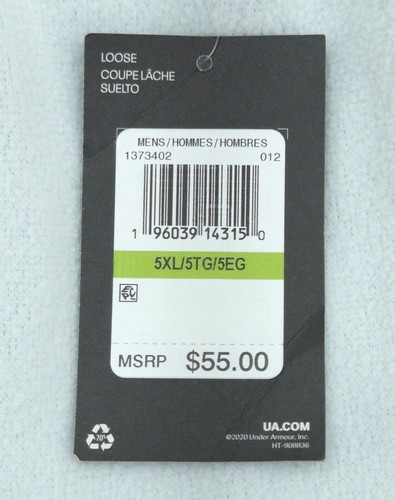 LOOSE
COUPE LÂCHE
SUELTO
MENS/HOMMES/HOMBRES
1373402 012
1 96039 14315 0
5XL/5TG/5EG
MSRP $55.00
70%
UA.COM
©2020 Under Armour, Inc.
HT-908836